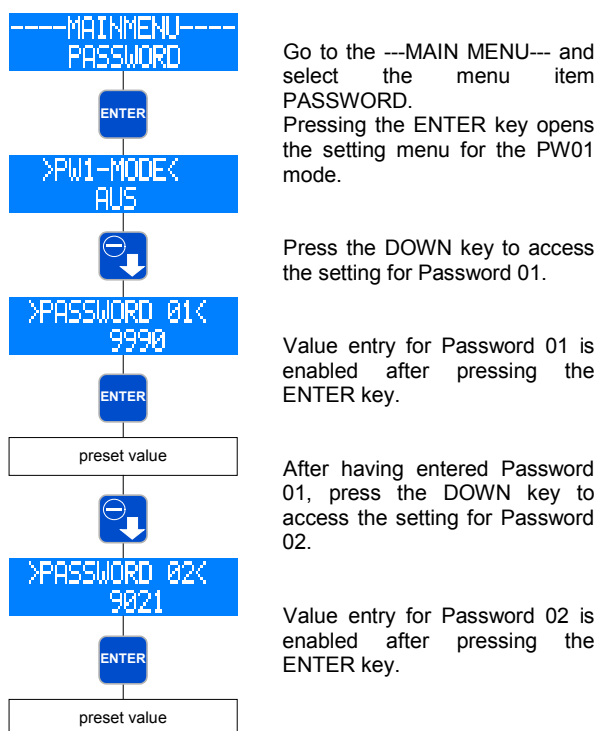 ----MAINMENU----
PASSWORD
Go to the ---MAIN MENU--- and
select the menu item
PASSWORD.
ENTER
Pressing the ENTER key opens
the setting menu for the PW01
mode.
>PW1-MODE<
AUS
Press the DOWN key to access
the setting for Password 01.
>PASSWORD 01<
9990
Value entry for Password 01 is
enabled after pressing the
ENTER key.
ENTER
preset value
After having entered Password
01, press the DOWN key to
access the setting for Password
02.
>PASSWORD 02<
9021
Value entry for Password 02 is
enabled after pressing the
ENTER key.
ENTER
preset value